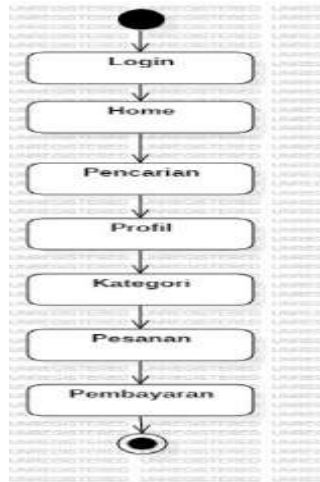 Login
Home
Pencarian
Profil
Kategori
Pesanan
Pembayaran